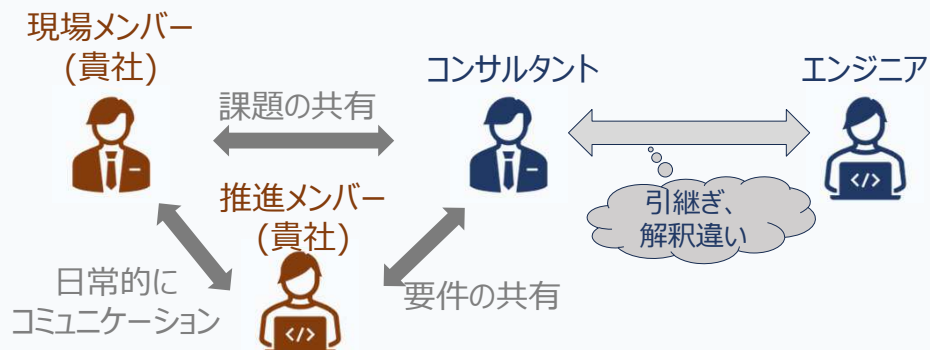 現場メンバー
(貴社)
コンサルタント
エンジニア
課題の共有
</>
引継ぎ、
解釈違い
推進メンバー
(貴社)
日常的に
コミュニケーション
要件の共有
</>